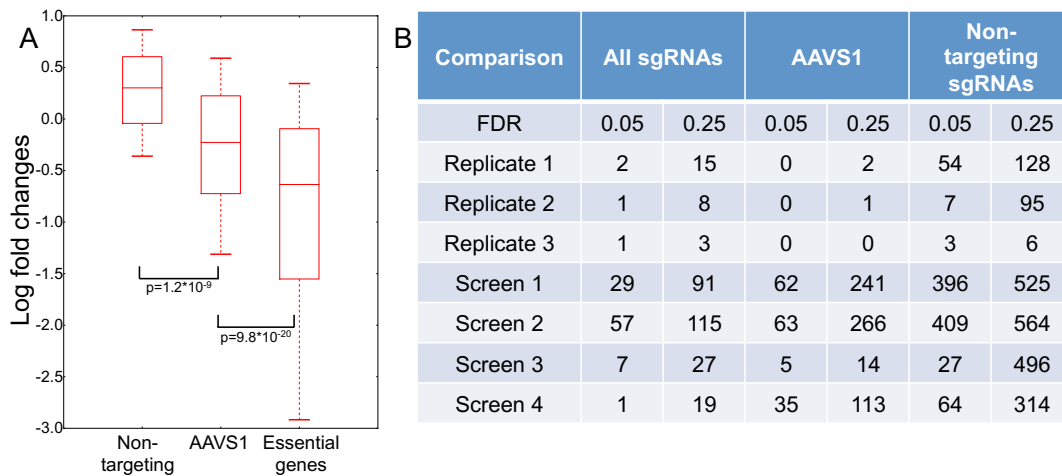 A
Log fold changes
1.0
0.5
0.0
-0.5
-1.0
-1.5
-2.0
-2.5
-3.0
p=1.2*10-9
p=9.8*10-20
Non-
targeting
AAVS1
Essential
genes
B
Comparison All sgRNAs AAVS1 Non-targeting sgRNAs
FDR 0.05 0.25 0.05 0.25 0.05 0.25
Replicate 1 2 15 0 2 54 128
Replicate 2 1 8 0 1 7 95
Replicate 3 1 3 0 0 3 6
Screen 1 29 91 62 241 396 525
Screen 2 57 115 63 266 409 564
Screen 3 7 27 5 14 27 496
Screen 4 1 19 35 113 64 314